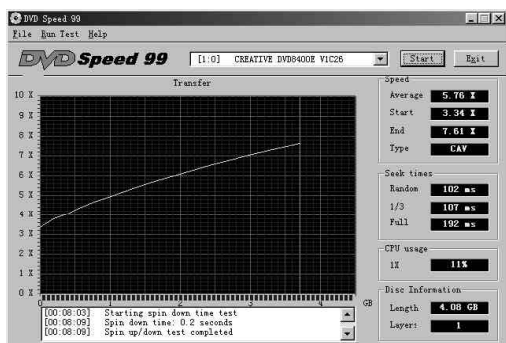 DVD Speed 99
File Run Test Help
DVD Speed 99
[1:0] CREATIVE DVD8400E V1C26
Start
Exit
Transfer
10 X
9 X
8 X
7 X
6 X
5 X
4 X
3 X
2 X
1 X
0 X
0 1 2 3 4 GB
Speed
Average 5.76 X
Start 3.34 X
End 7.61 X
Type CAV
Seek times
Random 102 ms
1/3 107 ms
Full 192 ms
CPU usage
1X 11%
Disc Information
Length 4.08 GB
Layer: 1
[00:08:03] Starting spin down time test
[00:08:09] Spin down time: 0.2 seconds
[00:08:09] Spin up/down test completed